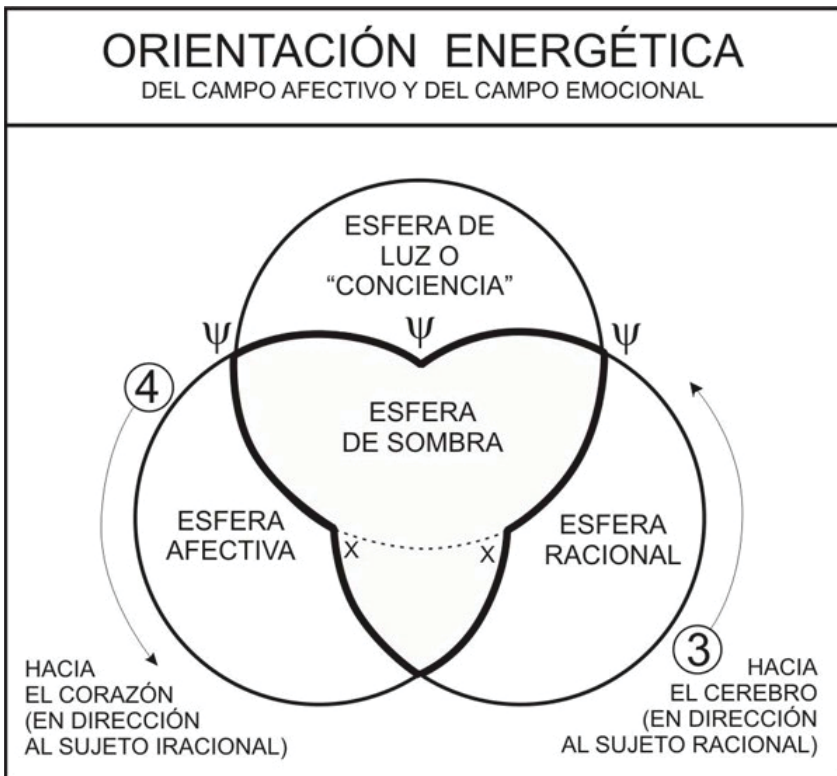 ORIENTACIÓN ENERGÉTICA
DEL CAMPO AFECTIVO Y DEL CAMPO EMOCIONAL
ESFERA DE
LUZ O
“CONCIENCIA”
Ψ Ψ Ψ
4
ESFERA
DE SOMBRA
ESFERA
AFECTIVA
ESFERA
RACIONAL
X X
3
HACIA
EL CORAZÓN
(EN DIRECCIÓN
AL SUJETO IRACIONAL)
HACIA
EL CEREBRO
(EN DIRECCIÓN
AL SUJETO RACIONAL)